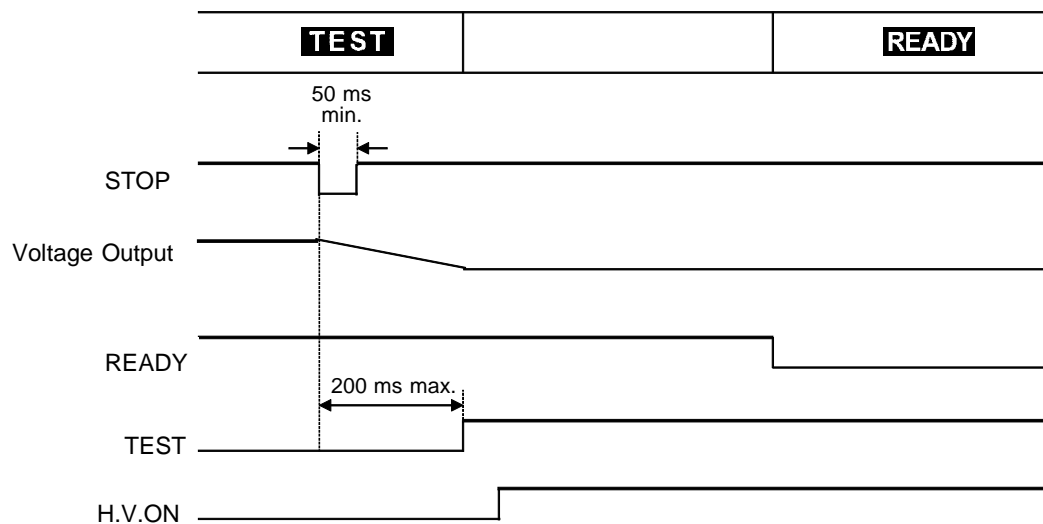 TEST
READY
50 ms
min.
STOP
Voltage Output
READY
200 ms max.
TEST
H.V.ON